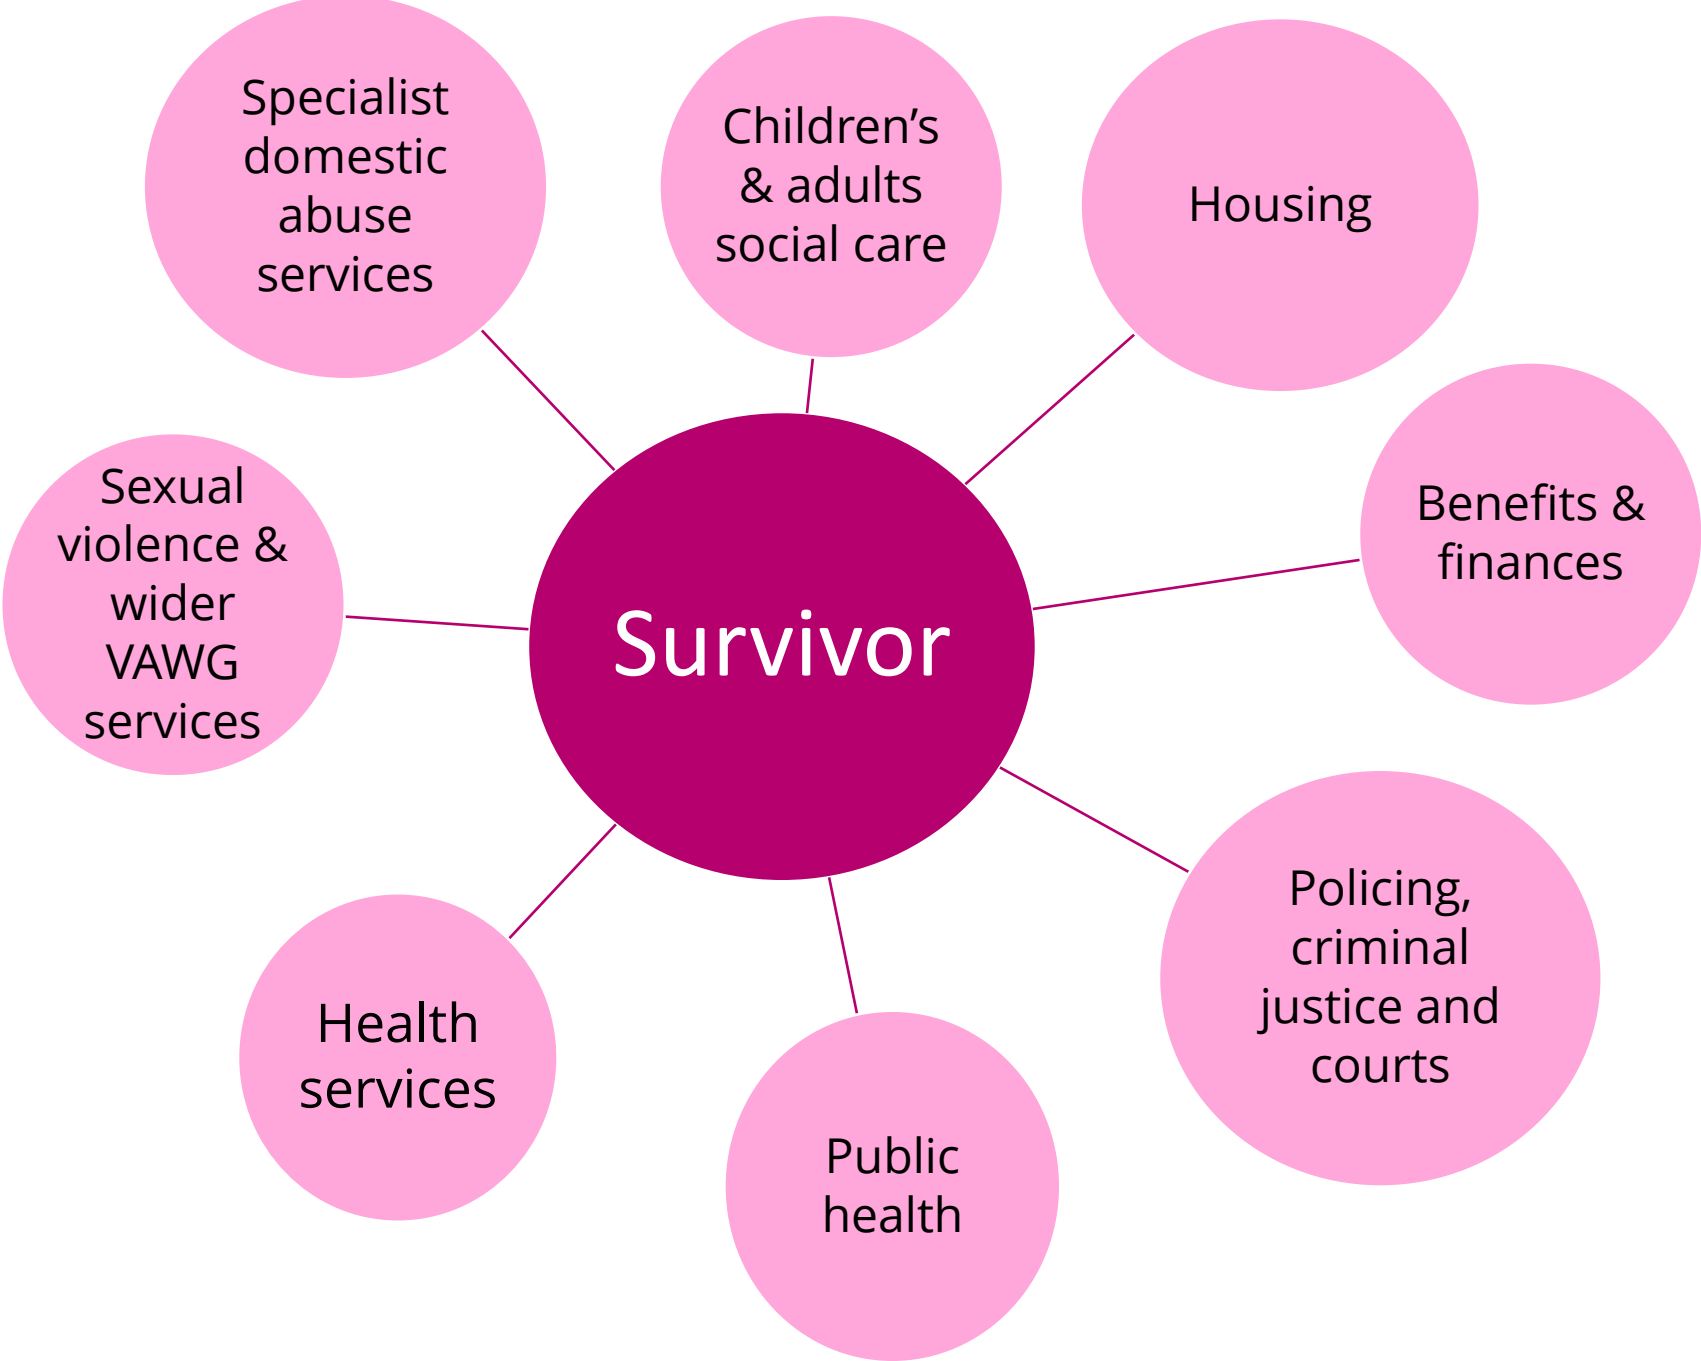 Specialist
domestic
abuse
services
Children’s
& adults
social care
Housing
Benefits &
finances
Sexual
violence &
wider
VAWG
services
Survivor
Policing,
criminal
justice and
courts
Health
services
Public
health